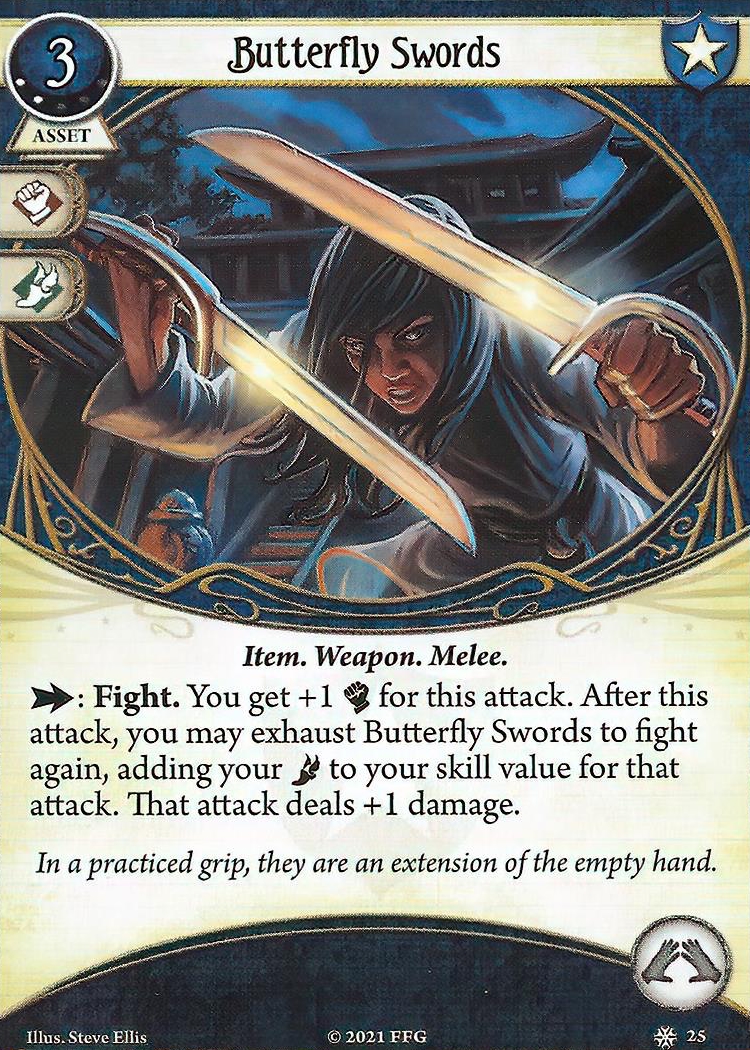 3
Butterfly Swords
ASSET
Item. Weapon. Melee.
: Fight. You get +1 for this attack. After this
attack, you may exhaust Butterfly Swords to fight
again, adding your to your skill value for that
attack. That attack deals +1 damage.
In a practiced grip, they are an extension of the empty hand.
Illus. Steve Ellis
© 2021 FFG
25